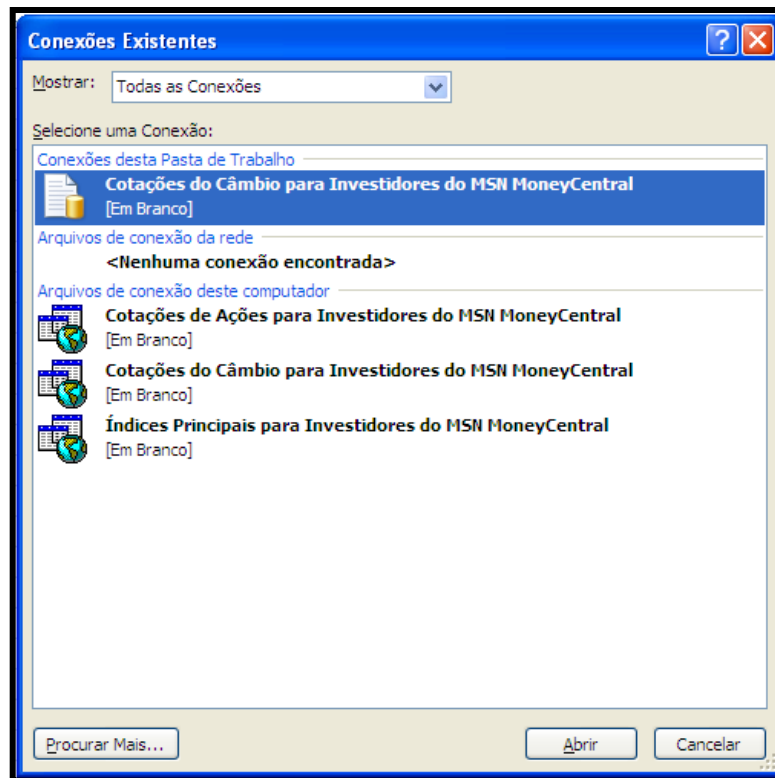 Conexões Existentes
Mostrar: Todas as Conexões
Selecione uma Conexão:
Conexões desta Pasta de Trabalho
Cotações do Câmbio para Investidores do MSN MoneyCentral
[Em Branco]
Arquivos de conexão da rede
<Nenhuma conexão encontrada>
Arquivos de conexão deste computador
Cotações de Ações para Investidores do MSN MoneyCentral
[Em Branco]
Cotações do Câmbio para Investidores do MSN MoneyCentral
[Em Branco]
Índices Principais para Investidores do MSN MoneyCentral
[Em Branco]
Procurar Mais... Abrir Cancelar